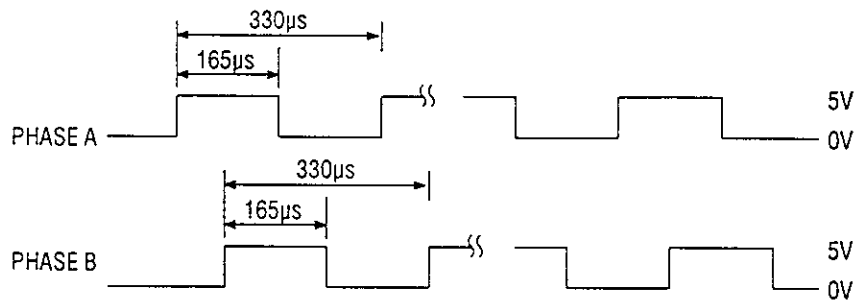 330µs
165µs
5V
PHASE A
0V
330µs
165µs
PHASE B
5V
0V